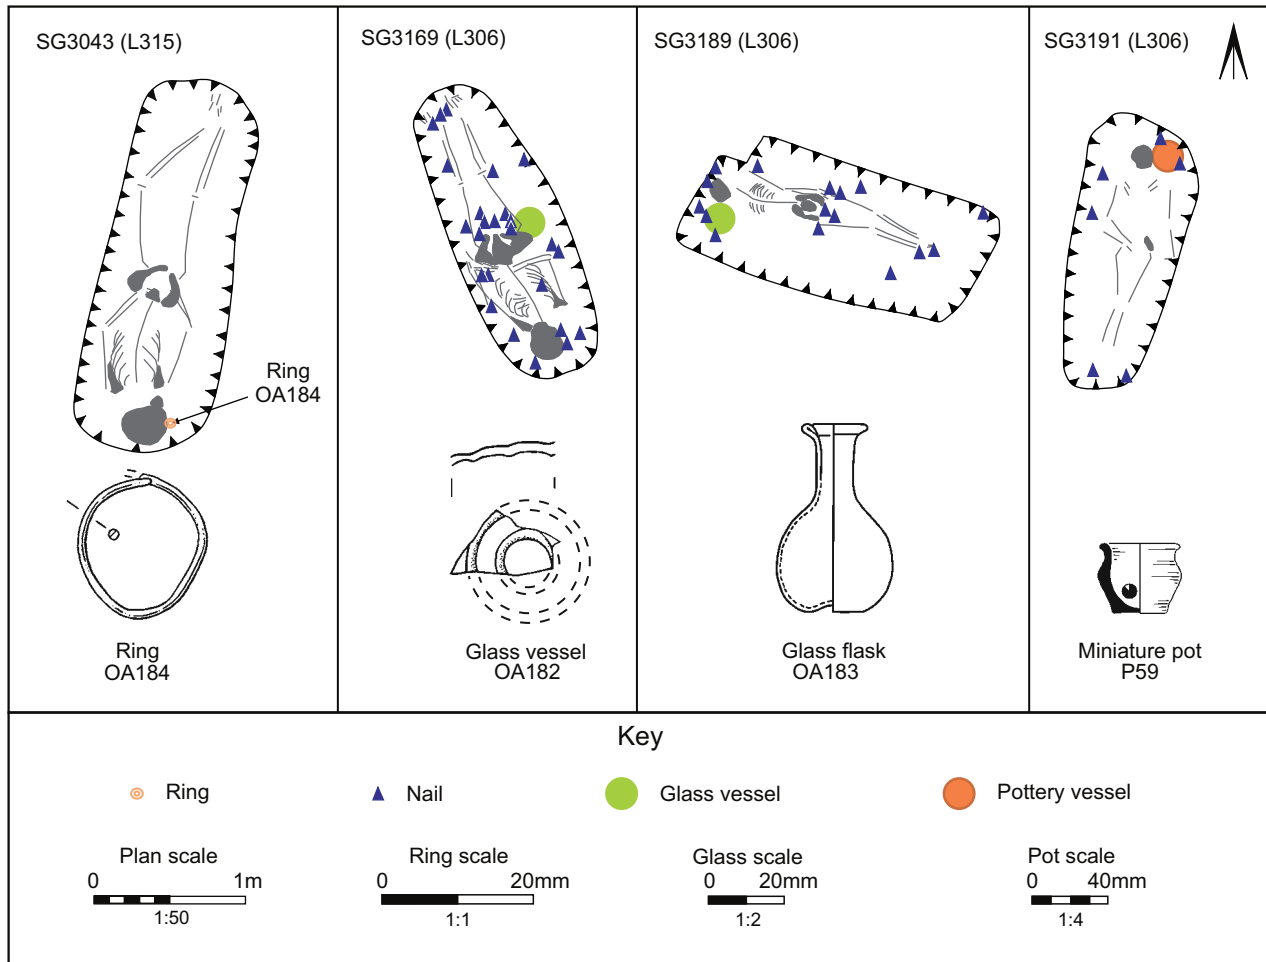 SG3043 (L315)
SG3169 (L306)
SG3189 (L306)
SG3191 (L306)
Ring
OA184
Ring
OA184
Glass vessel
OA182
Glass flask
OA183
Miniature pot
P59
Key
Ring
Nail
Glass vessel
Pottery vessel
Plan scale
0 1m
1:50
Ring scale
0 20mm
1:1
Glass scale
0 20mm
1:2
Pot scale
0 40mm
1:4